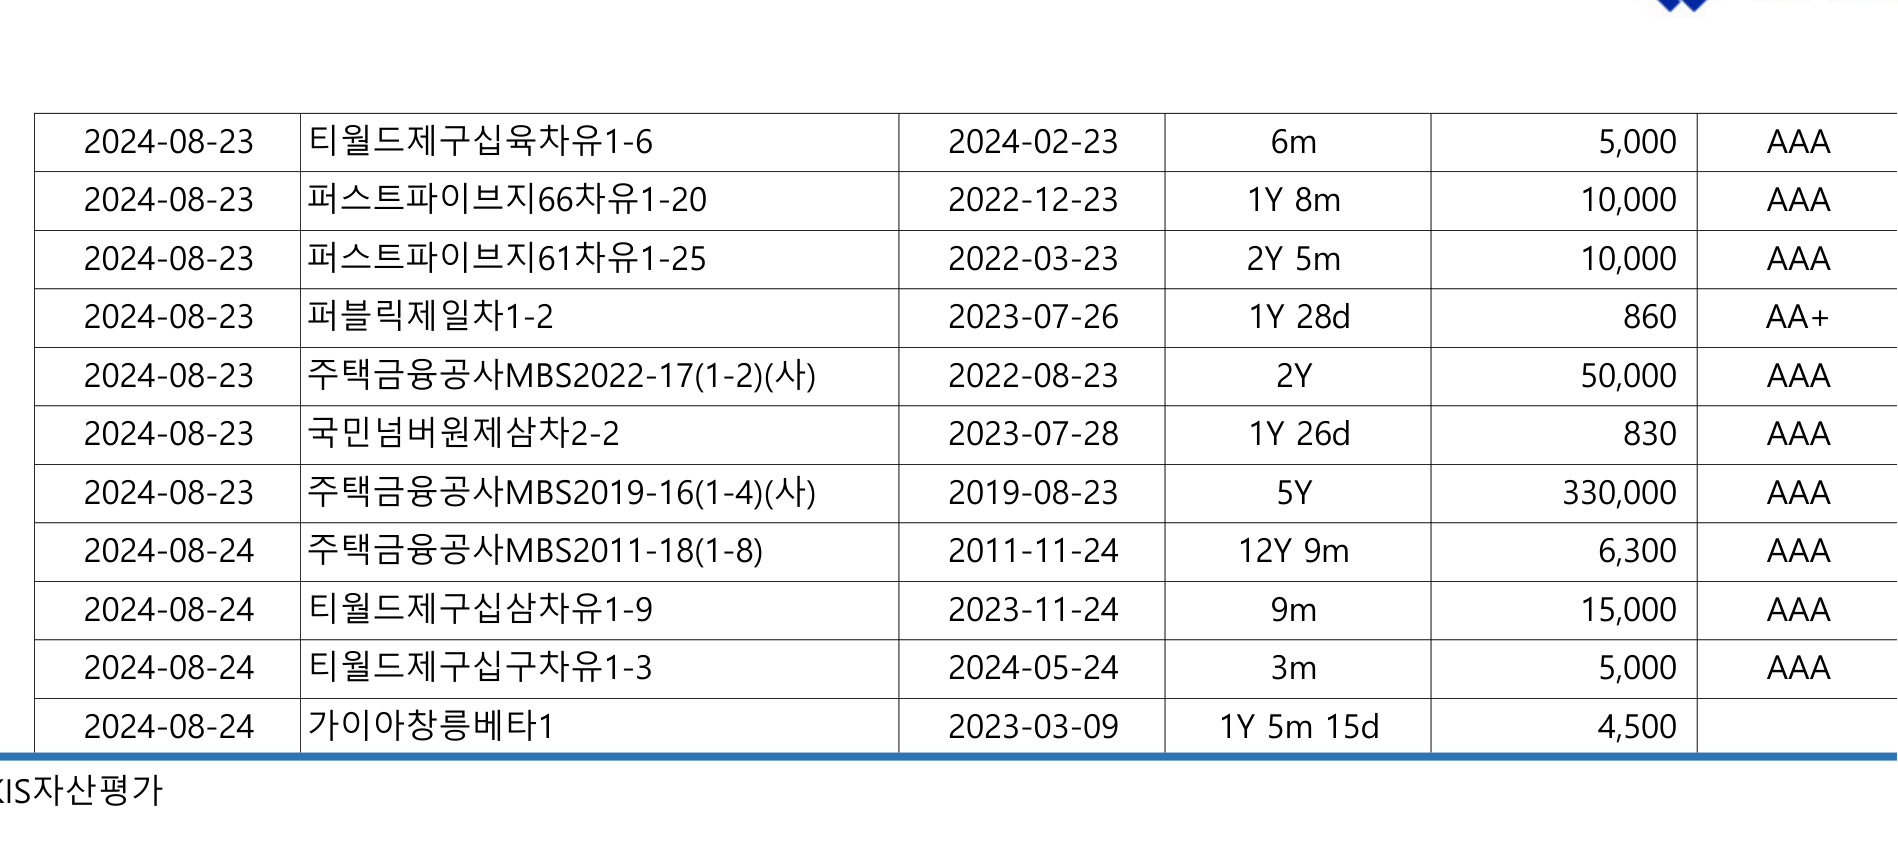 2024-08-23 티월드제구십육차유1-6 2024-02-23 6m 5,000 AAA
2024-08-23 퍼스트파이브지66차유1-20 2022-12-23 1Y 8m 10,000 AAA
2024-08-23 퍼스트파이브지61차유1-25 2022-03-23 2Y 5m 10,000 AAA
2024-08-23 퍼블릭제일차1-2 2023-07-26 1Y 28d 860 AA+
2024-08-23 주택금융공사MBS2022-17(1-2)(사) 2022-08-23 2Y 50,000 AAA
2024-08-23 국민넘버원제삼차2-2 2023-07-28 1Y 26d 830 AAA
2024-08-23 주택금융공사MBS2019-16(1-4)(사) 2019-08-23 5Y 330,000 AAA
2024-08-24 주택금융공사MBS2011-18(1-8) 2011-11-24 12Y 9m 6,300 AAA
2024-08-24 티월드제구십삼차유1-9 2023-11-24 9m 15,000 AAA
2024-08-24 티월드제구십구차유1-3 2024-05-24 3m 5,000 AAA
2024-08-24 가이아창릉베타1 2023-03-09 1Y 5m 15d 4,500
KIS자산평가